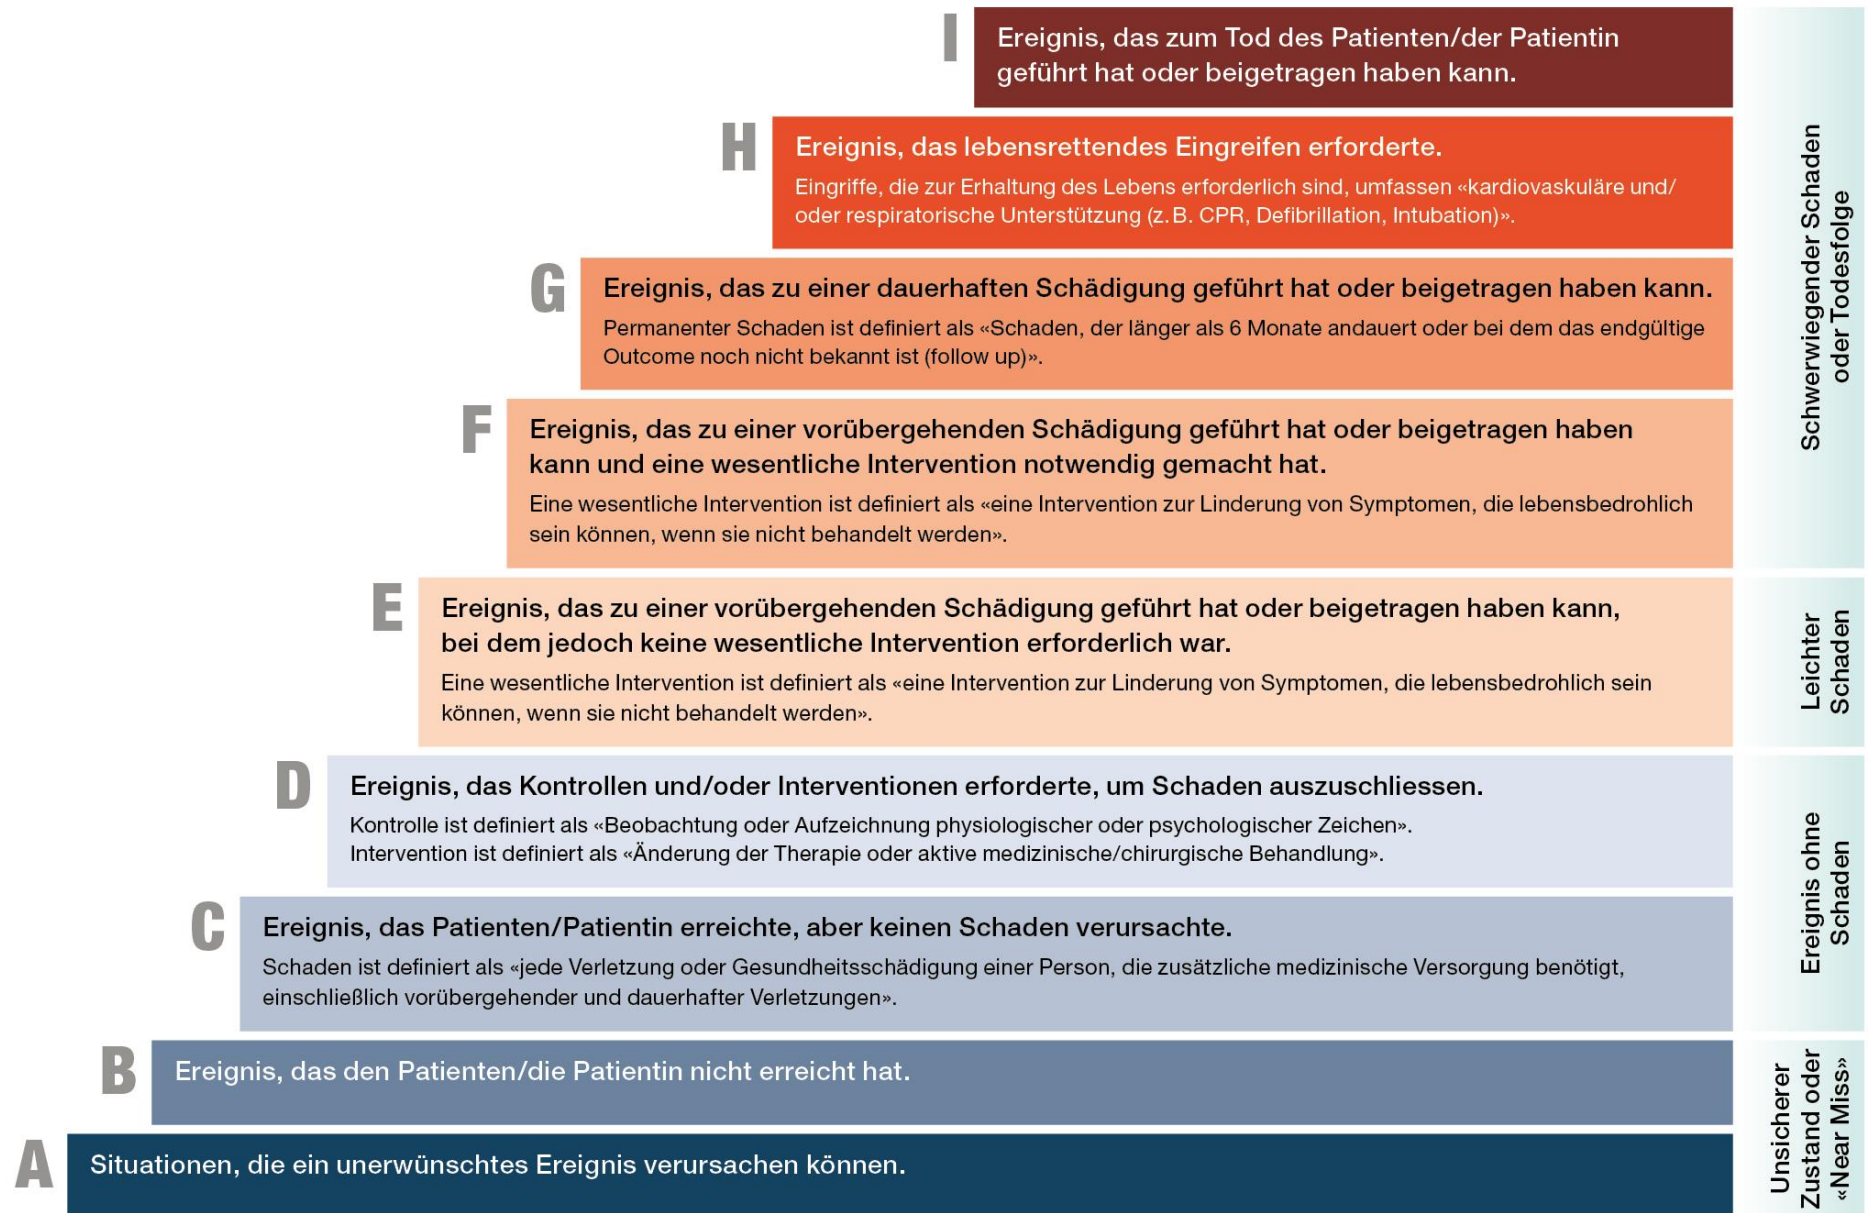 I
Ereignis, das zum Tod des Patienten/der Patientin
geführt hat oder beigetragen haben kann.
H
Ereignis, das lebensrettendes Eingreifen erforderte.
Eingriffe, die zur Erhaltung des Lebens erforderlich sind, umfassen «kardiovaskuläre und/
oder respiratorische Unterstützung (z. B. CPR, Defibrillation, Intubation)».
G
Ereignis, das zu einer dauerhaften Schädigung geführt hat oder beigetragen haben kann.
Permanenter Schaden ist definiert als «Schaden, der länger als 6 Monate andauert oder bei dem das endgültige
Outcome noch nicht bekannt ist (follow up)».
F
Ereignis, das zu einer vorübergehenden Schädigung geführt hat oder beigetragen haben
kann und eine wesentliche Intervention notwendig gemacht hat.
Eine wesentliche Intervention ist definiert als «eine Intervention zur Linderung von Symptomen, die lebensbedrohlich
sein können, wenn sie nicht behandelt werden».
Schwerwiegender Schaden
oder Todesfolge
E
Ereignis, das zu einer vorübergehenden Schädigung geführt hat oder beigetragen haben kann,
bei dem jedoch keine wesentliche Intervention erforderlich war.
Eine wesentliche Intervention ist definiert als «eine Intervention zur Linderung von Symptomen, die lebensbedrohlich sein
können, wenn sie nicht behandelt werden».
Leichter
Schaden
D
Ereignis, das Kontrollen und/oder Interventionen erforderte, um Schaden auszuschliessen.
Kontrolle ist definiert als «Beobachtung oder Aufzeichnung physiologischer oder psychologischer Zeichen».
Intervention ist definiert als «Änderung der Therapie oder aktive medizinische/chirurgische Behandlung».
C
Ereignis, das Patienten/Patientin erreichte, aber keinen Schaden verursachte.
Schaden ist definiert als «jede Verletzung oder Gesundheitsschädigung einer Person, die zusätzliche medizinische Versorgung benötigt,
einschließlich vorübergehender und dauerhafter Verletzungen».
Ereignis ohne
Schaden
B
Ereignis, das den Patienten/die Patientin nicht erreicht hat.
A
Situationen, die ein unerwünschtes Ereignis verursachen können.
Unsicherer
Zustand oder
«Near Miss»